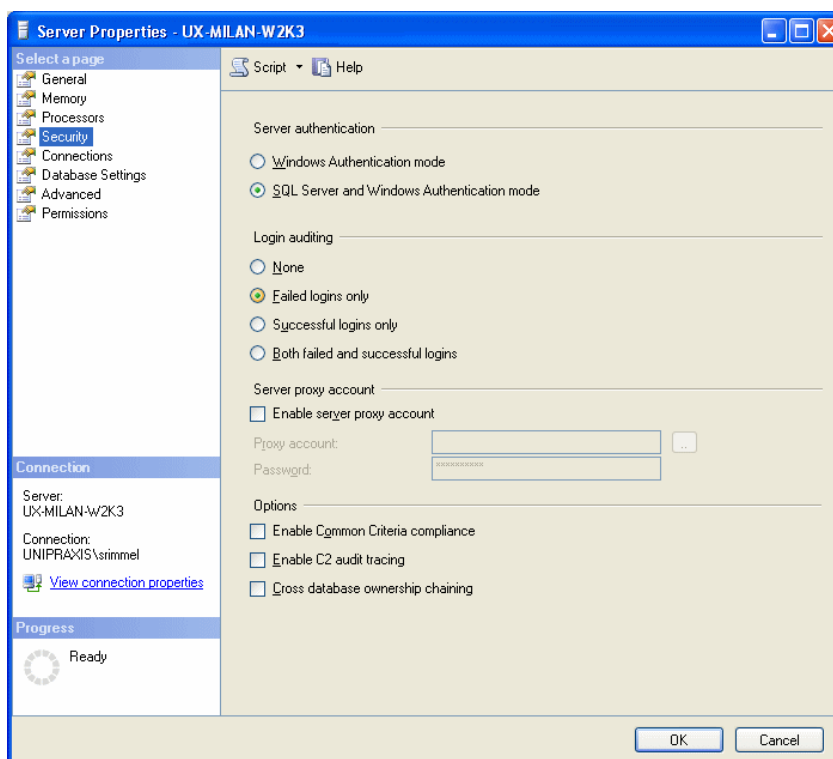 Server Properties - UX-MILAN-W2K3
Select a page
General
Memory
Processors
Security
Connections
Database Settings
Advanced
Permissions
Connection
Server:
UX-MILAN-W2K3
Connection:
UNIPRAXIS\srimmel
View connection properties
Progress
Ready
Script Help
Server authentication
Windows Authentication mode
SQL Server and Windows Authentication mode
Login auditing
None
Failed logins only
Successful logins only
Both failed and successful logins
Server proxy account
Enable server proxy account
Proxy account:
..
Password: **********
Options
Enable Common Criteria compliance
Enable C2 audit tracing
Cross database ownership chaining
OK Cancel